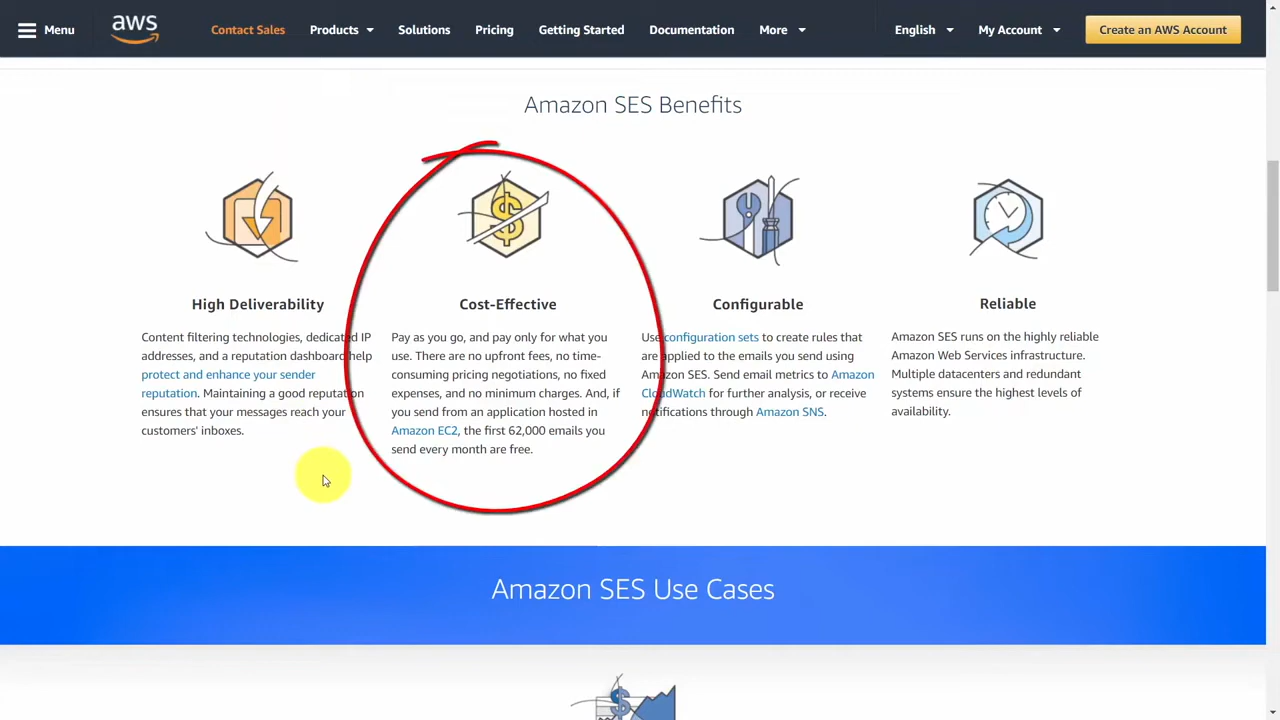 Menu
aws
Contact Sales
Products
Solutions
Pricing
Getting Started
Documentation
More
English
My Account
Create an AWS Account
Amazon SES Benefits
High Deliverability
Content filtering technologies, dedicated IP
addresses, and a reputation dashboard help
protect and enhance your sender
reputation. Maintaining a good reputation
ensures that your messages reach your
customers' inboxes.
Cost-Effective
Pay as you go, and pay only for what you
use. There are no upfront fees, no time-
consuming pricing negotiations, no fixed
expenses, and no minimum charges. And, if
you send from an application hosted in
Amazon EC2, the first 62,000 emails you
send every month are free.
Configurable
Use configuration sets to create rules that
are applied to the emails you send using
Amazon SES. Send email metrics to Amazon
CloudWatch for further analysis, or receive
notifications through Amazon SNS.
Reliable
Amazon SES runs on the highly reliable
Amazon Web Services infrastructure.
Multiple datacenters and redundant
systems ensure the highest levels of
availability.
Amazon SES Use Cases